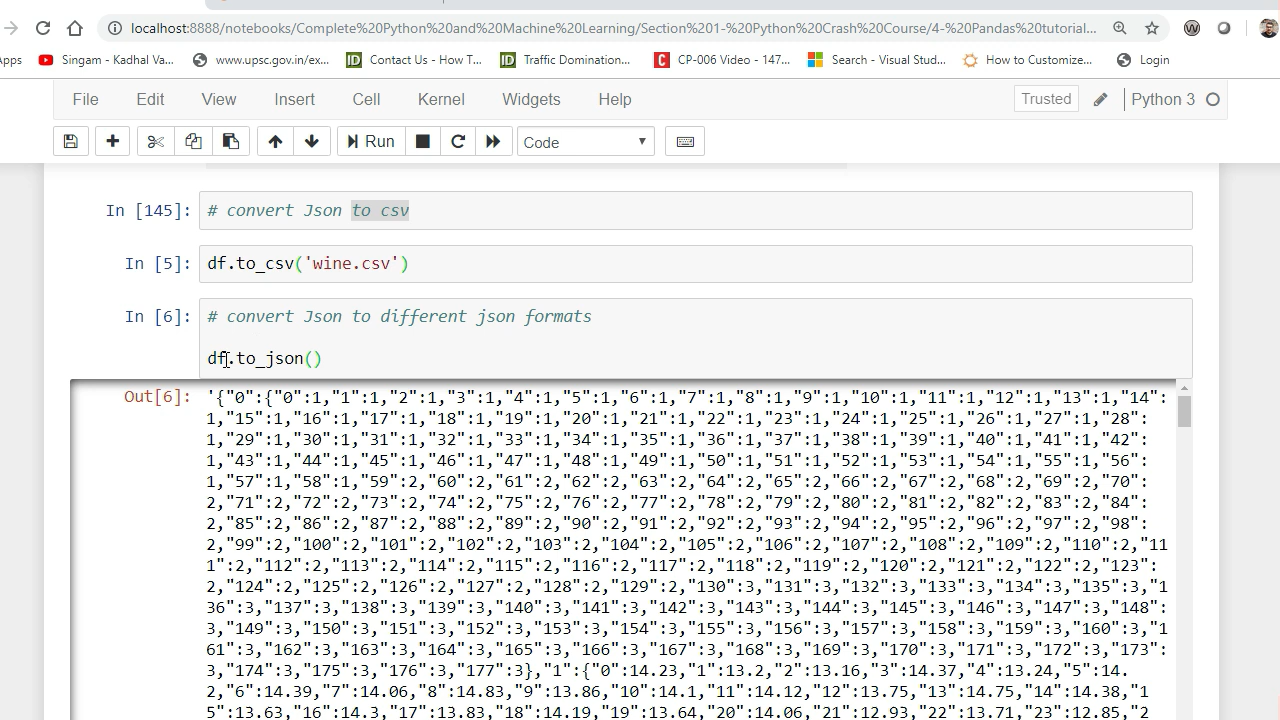 localhost:8888/notebooks/Complete%20Python%20and%20Machine%20Learning/Section%201-%20Python%20Crash%20Course/4-%20Pandas%20tutorial...
Apps Singam - Kadhal Va... www.upsc.gov.in/ex... Contact Us - How T... Traffic Domination... CP-006 Video - 147... Search - Visual Stud... How to Customize... Login
File Edit View Insert Cell Kernel Widgets Help Trusted Python 3
Run Code
In [145]: # convert Json to csv
In [5]: df.to_csv('wine.csv')
In [6]: # convert Json to different json formats
df.to_json()
Out[6]: '{"0":{"0":1,"1":1,"2":1,"3":1,"4":1,"5":1,"6":1,"7":1,"8":1,"9":1,"10":1,"11":1,"12":1,"13":1,"14":
1,"15":1,"16":1,"17":1,"18":1,"19":1,"20":1,"21":1,"22":1,"23":1,"24":1,"25":1,"26":1,"27":1,"28":
1,"29":1,"30":1,"31":1,"32":1,"33":1,"34":1,"35":1,"36":1,"37":1,"38":1,"39":1,"40":1,"41":1,"42":
1,"43":1,"44":1,"45":1,"46":1,"47":1,"48":1,"49":1,"50":1,"51":1,"52":1,"53":1,"54":1,"55":1,"56":
1,"57":1,"58":1,"59":2,"60":2,"61":2,"62":2,"63":2,"64":2,"65":2,"66":2,"67":2,"68":2,"69":2,"70":
2,"71":2,"72":2,"73":2,"74":2,"75":2,"76":2,"77":2,"78":2,"79":2,"80":2,"81":2,"82":2,"83":2,"84":
2,"85":2,"86":2,"87":2,"88":2,"89":2,"90":2,"91":2,"92":2,"93":2,"94":2,"95":2,"96":2,"97":2,"98":
2,"99":2,"100":2,"101":2,"102":2,"103":2,"104":2,"105":2,"106":2,"107":2,"108":2,"109":2,"110":2,"11
1":2,"112":2,"113":2,"114":2,"115":2,"116":2,"117":2,"118":2,"119":2,"120":2,"121":2,"122":2,"123":
2,"124":2,"125":2,"126":2,"127":2,"128":2,"129":2,"130":3,"131":3,"132":3,"133":3,"134":3,"135":3,"1
36":3,"137":3,"138":3,"139":3,"140":3,"141":3,"142":3,"143":3,"144":3,"145":3,"146":3,"147":3,"148":
3,"149":3,"150":3,"151":3,"152":3,"153":3,"154":3,"155":3,"156":3,"157":3,"158":3,"159":3,"160":3,"1
61":3,"162":3,"163":3,"164":3,"165":3,"166":3,"167":3,"168":3,"169":3,"170":3,"171":3,"172":3,"173":
3,"174":3,"175":3,"176":3,"177":3},"1":{"0":14.23,"1":13.2,"2":13.16,"3":14.37,"4":13.24,"5":14.
2,"6":14.39,"7":14.06,"8":14.83,"9":13.86,"10":14.1,"11":14.12,"12":13.75,"13":14.75,"14":14.38,"1
5":13.63,"16":14.3,"17":13.83,"18":14.19,"19":13.64,"20":14.06,"21":12.93,"22":13.71,"23":12.85,"2